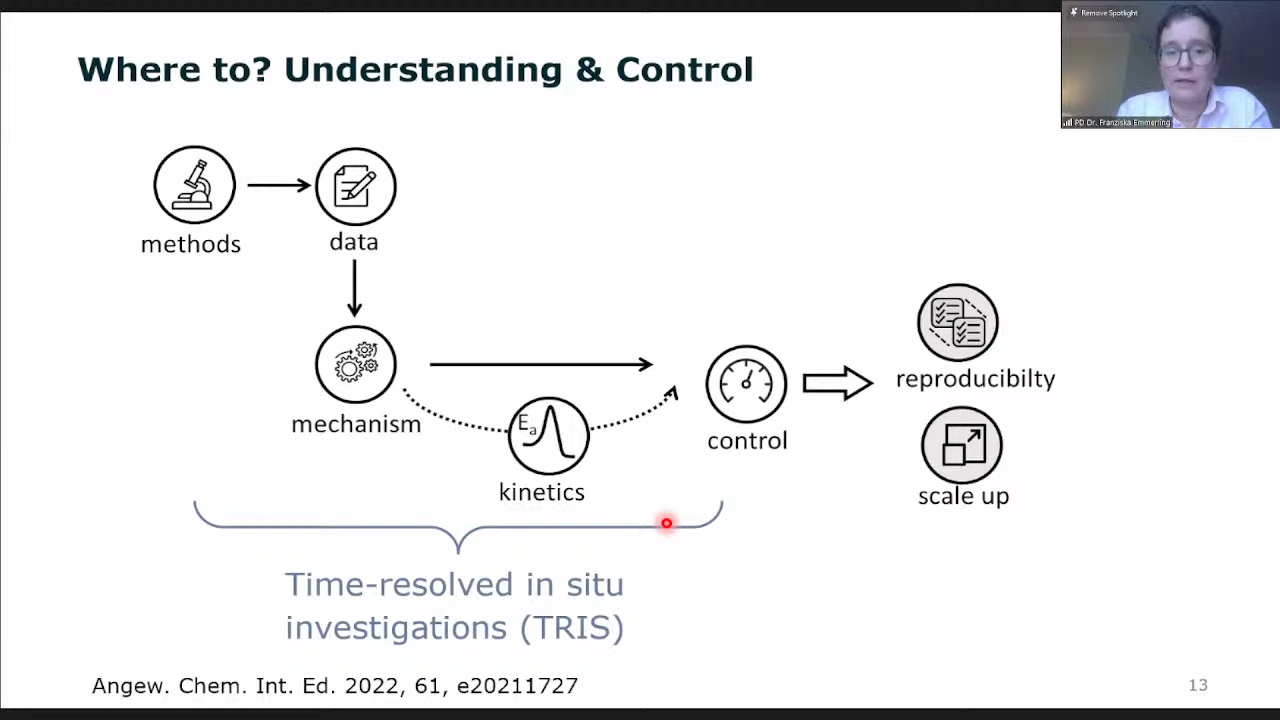 Remove Spotlight
PD Dr. Franziska Emmerling
Where to? Understanding & Control
methods
data
mechanism
Ea
kinetics
control
reproducibilty
scale up
Time-resolved in situ
investigations (TRIS)
Angew. Chem. Int. Ed. 2022, 61, e20211727
13